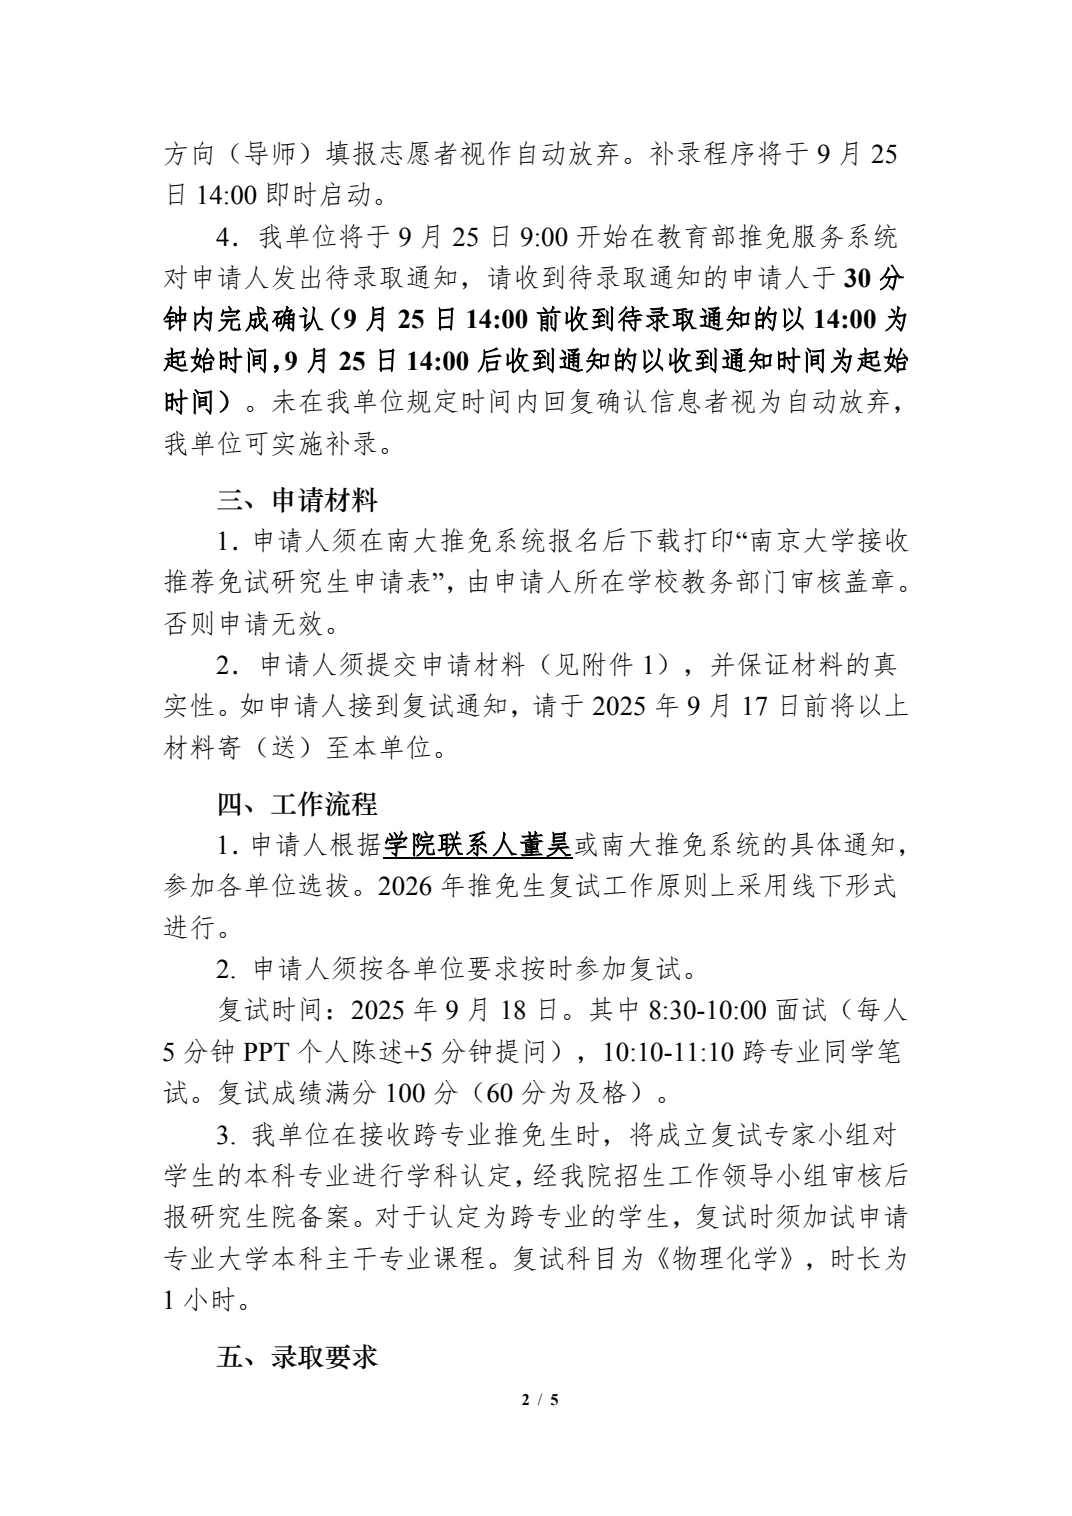 方向（导师）填报志愿者视作自动放弃。补录程序将于 9 月 25
日 14:00 即时启动。
4．我单位将于 9 月 25 日 9:00 开始在教育部推免服务系统
对申请人发出待录取通知，请收到待录取通知的申请人于 30 分
钟内完成确认（9 月 25 日 14:00 前收到待录取通知的以 14:00 为
起始时间，9 月 25 日 14:00 后收到通知的以收到通知时间为起始
时间）。未在我单位规定时间内回复确认信息者视为自动放弃，
我单位可实施补录。
三、申请材料
1. 申请人须在南大推免系统报名后下载打印“南京大学接收
推荐免试研究生申请表”，由申请人所在学校教务部门审核盖章。
否则申请无效。
2．申请人须提交申请材料（见附件 1），并保证材料的真
实性。如申请人接到复试通知，请于 2025 年 9 月 17 日前将以上
材料寄（送）至本单位。
四、工作流程
1. 申请人根据学院联系人董昊或南大推免系统的具体通知，
参加各单位选拔。2026 年推免生复试工作原则上采用线下形式
进行。
2. 申请人须按各单位要求按时参加复试。
复试时间：2025 年 9 月 18 日。其中 8:30-10:00 面试（每人
5 分钟 PPT 个人陈述+5 分钟提问），10:10-11:10 跨专业同学笔
试。复试成绩满分 100 分（60 分为及格）。
3. 我单位在接收跨专业推免生时，将成立复试专家小组对
学生的本科专业进行学科认定，经我院招生工作领导小组审核后
报研究生院备案。对于认定为跨专业的学生，复试时须加试申请
专业大学本科主干专业课程。复试科目为《物理化学》，时长为
1 小时。
五、录取要求
2 / 5